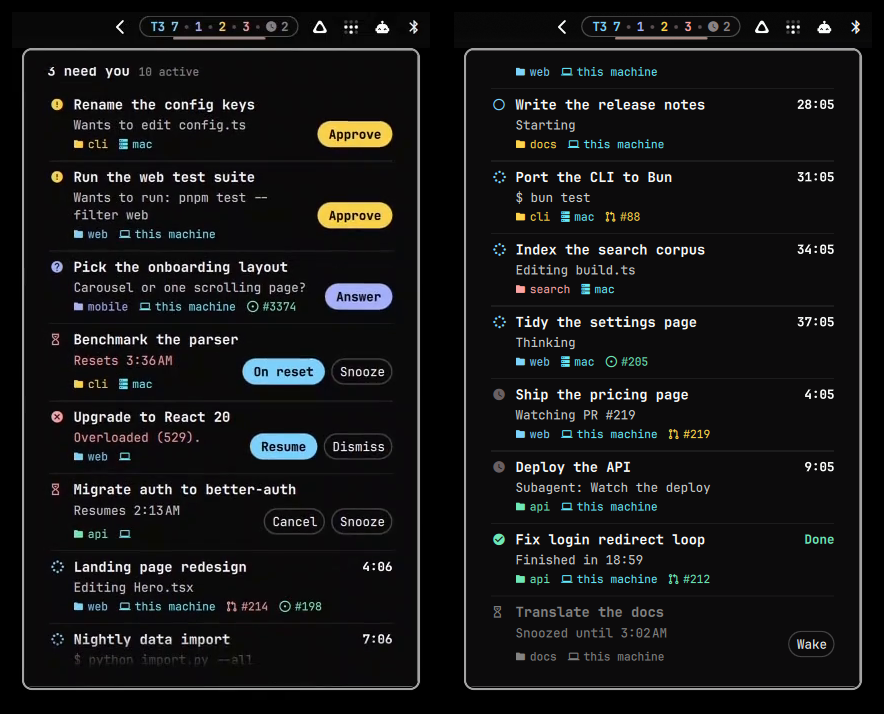 T3 7 • 1 • 2 • 3 • 2
3 need you 10 active
Rename the config keys
Wants to edit config.ts
Approve
cli mac
Run the web test suite
Wants to run: pnpm test --
filter web
Approve
web this machine
Pick the onboarding layout
Carousel or one scrolling page?
Answer
mobile this machine #3374
Benchmark the parser
Resets 3:36 AM
On reset Snooze
cli mac
Upgrade to React 20
Overloaded (529).
Resume Dismiss
web
Migrate auth to better-auth
Resumes 2:13 AM
Cancel Snooze
api
Landing page redesign 4:06
Editing Hero.tsx
web this machine #214 #198
Nightly data import 7:06
$ python import.py --all
T3 7 • 1 • 2 • 3 • 2
web this machine
Write the release notes 28:05
Starting
docs this machine
Port the CLI to Bun 31:05
$ bun test
cli mac #88
Index the search corpus 34:05
Editing build.ts
search mac
Tidy the settings page 37:05
Thinking
web mac #205
Ship the pricing page 4:05
Watching PR #219
web this machine #219
Deploy the API 9:05
Subagent: Watch the deploy
api this machine
Fix login redirect loop Done
Finished in 18:59
api this machine #212
Translate the docs
Snoozed until 3:02 AM
Wake
docs this machine